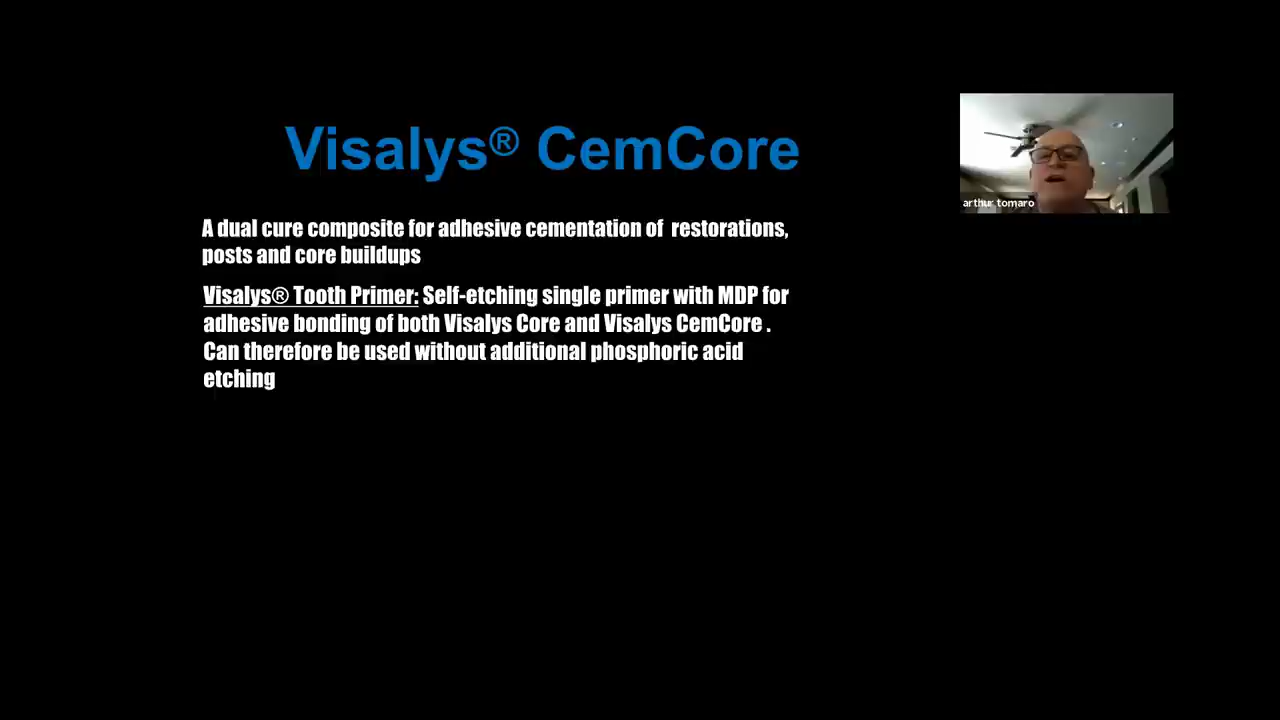 Visalys® CemCore
arthur tomaro
A dual cure composite for adhesive cementation of restorations,
posts and core buildups
Visalys® Tooth Primer: Self-etching single primer with MDP for
adhesive bonding of both Visalys Core and Visalys CemCore .
Can therefore be used without additional phosphoric acid
etching